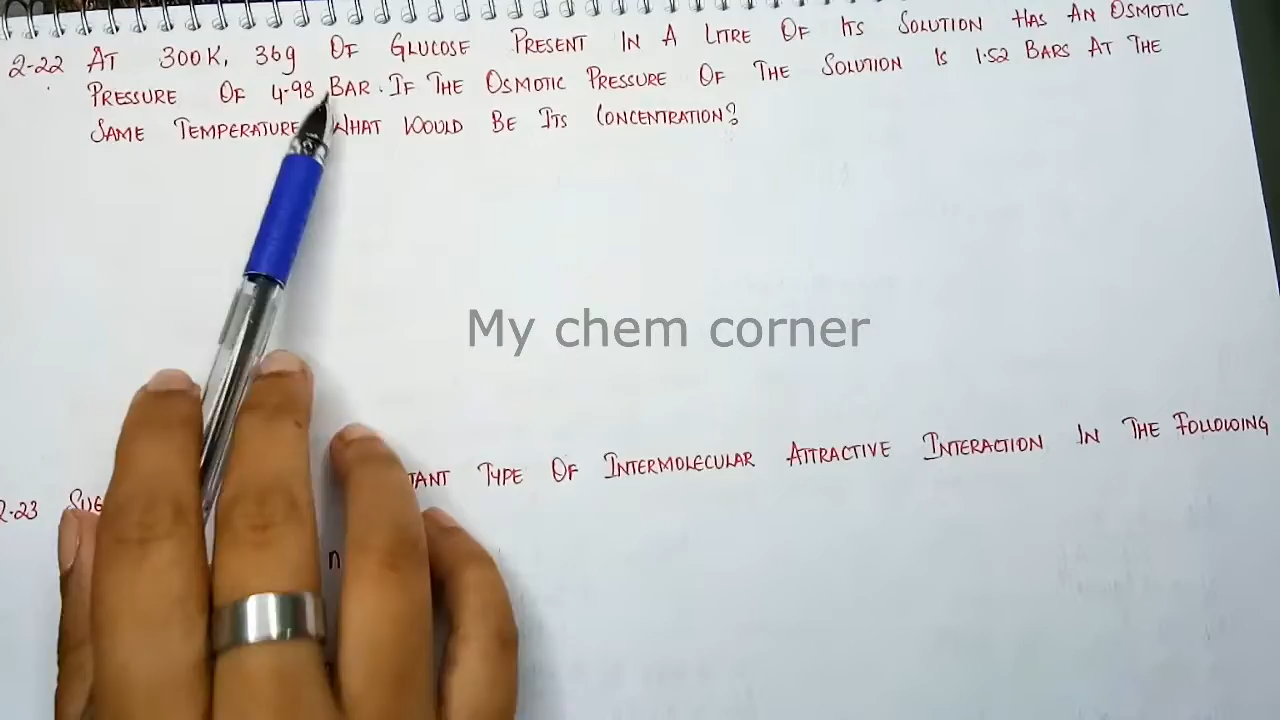 2-22 AT 300K, 36g OF GLUCOSE PRESENT IN A LITRE OF ITS SOLUTION HAS AN OSMOTIC
PRESSURE OF 4.98 BAR. IF THE OSMOTIC PRESSURE OF THE SOLUTION IS 1.52 BARS AT THE
SAME TEMPERATURE WHAT WOULD BE ITS CONCENTRATION?
My chem corner
2.23 TYPE OF INTERMOLECULAR ATTRACTIVE INTERACTION IN THE FOLLOWING
n